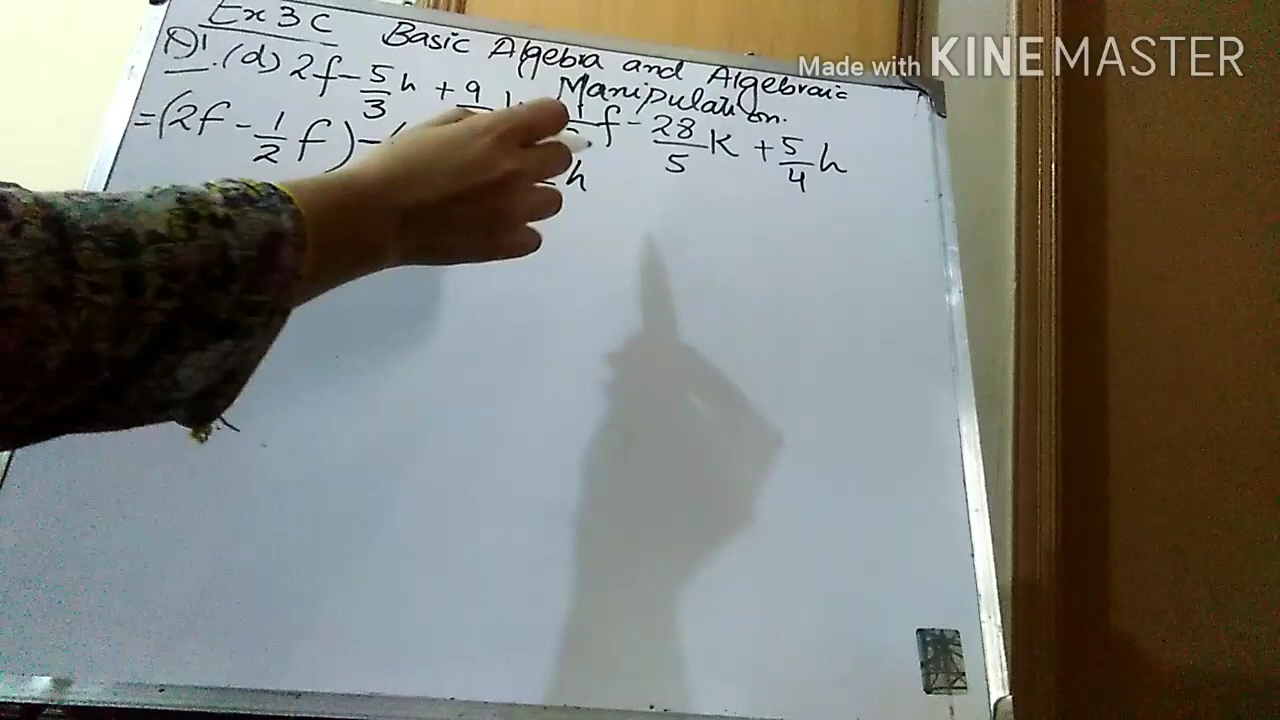 Ex 3C Basic Algebra and Algebraic
Manipulation.
Q1. (d) 2f - 5/3 h + 9 f - 28/5 K + 5/4 h
= (2f - 1/2 f) - h
Made with KINEMASTER